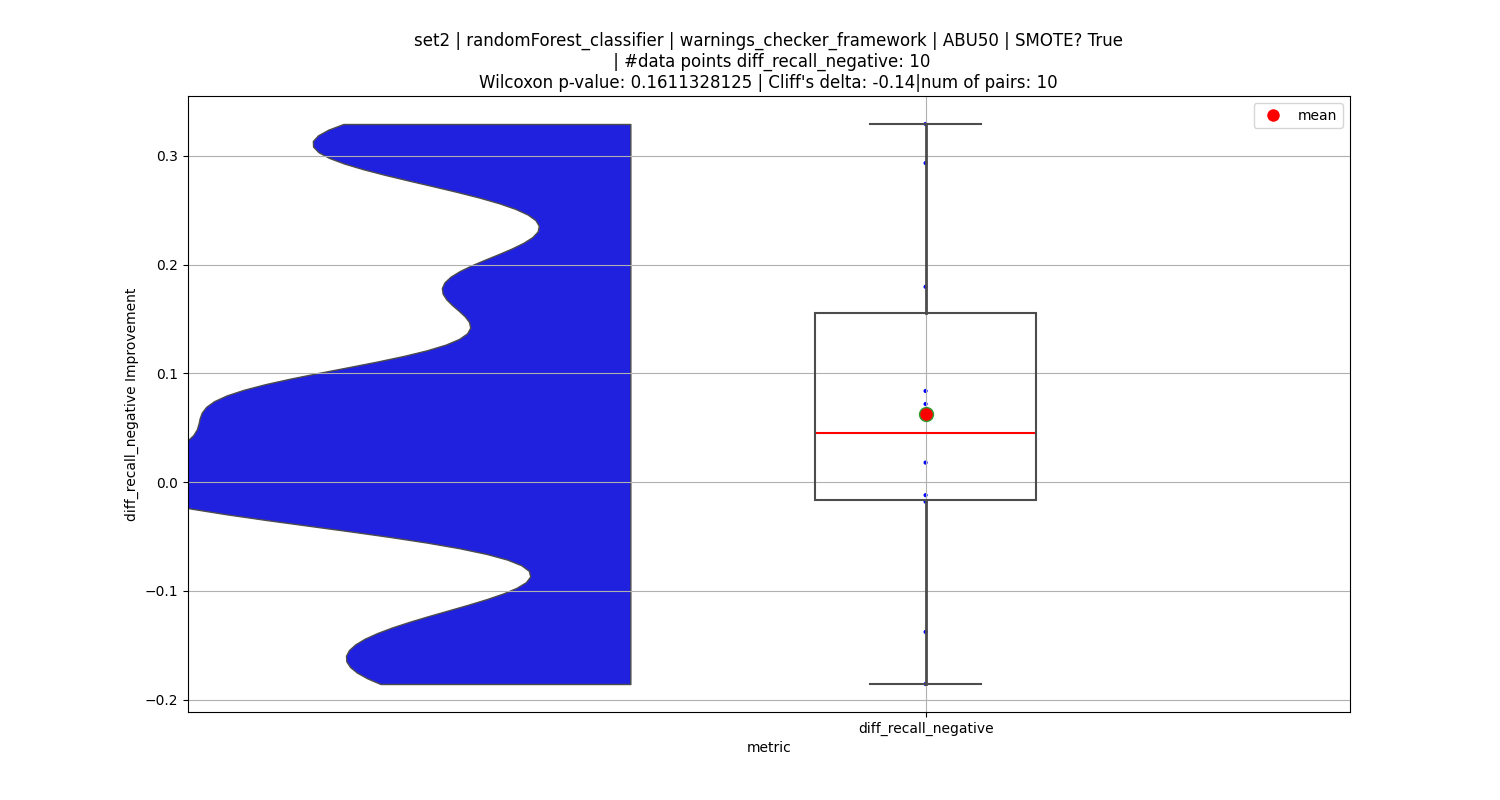 set2 | randomForest_classifier | warnings_checker_framework | ABU50 | SMOTE? True
| #data points diff_recall_negative: 10
Wilcoxon p-value: 0.1611328125 | Cliff's delta: -0.14|num of pairs: 10
mean
0.3
0.2
0.1
0.0
−0.1
−0.2
diff_recall_negative Improvement
diff_recall_negative
metric